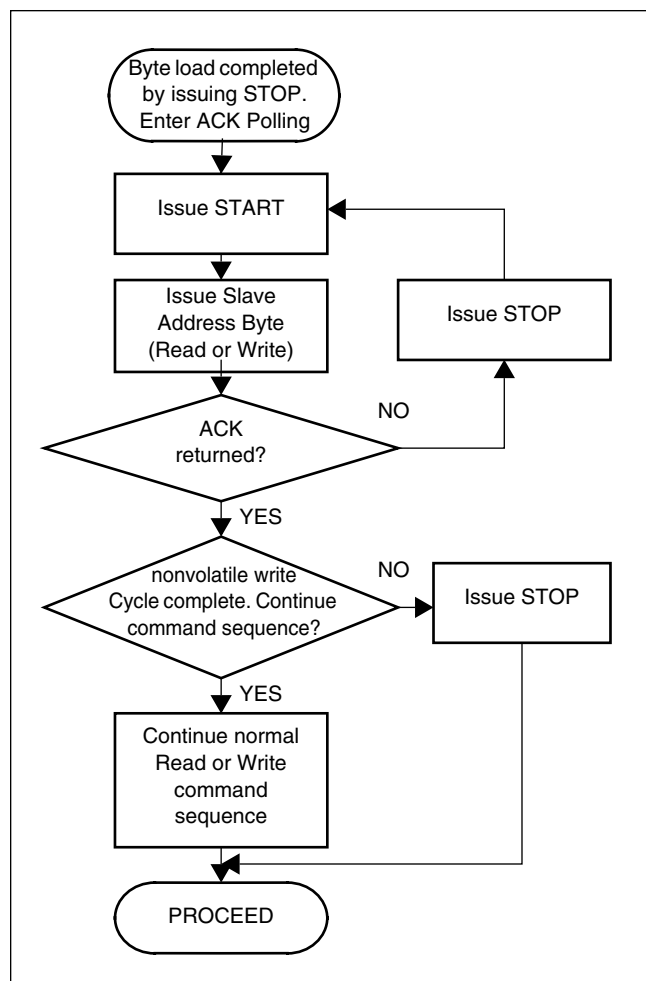 Byte load completed
by issuing STOP.
Enter ACK Polling
Issue START
Issue Slave
Address Byte
(Read or Write)
Issue STOP
NO
ACK
returned?
YES
nonvolatile write
Cycle complete. Continue
command sequence?
NO
Issue STOP
YES
Continue normal
Read or Write
command
sequence
PROCEED